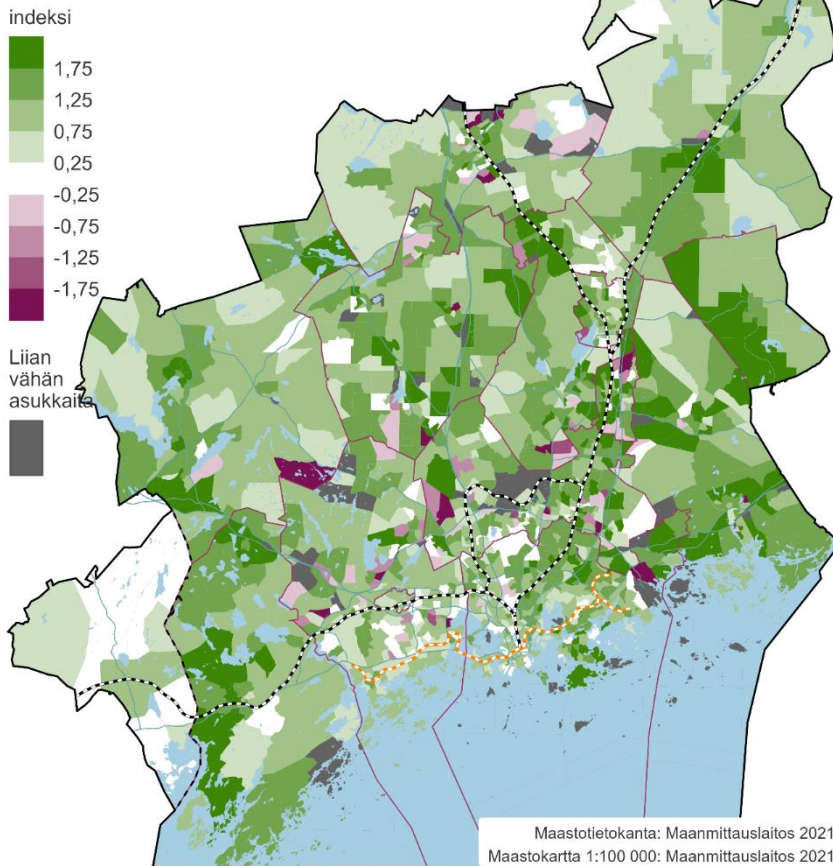 indeksi
1,75
1,25
0,75
0,25
-0,25
-0,75
-1,25
-1,75
Liian
vähän
asukkaita
Maastotietokanta: Maanmittauslaitos 2021
Maastokartta 1:100 000: Maanmittauslaitos 2021